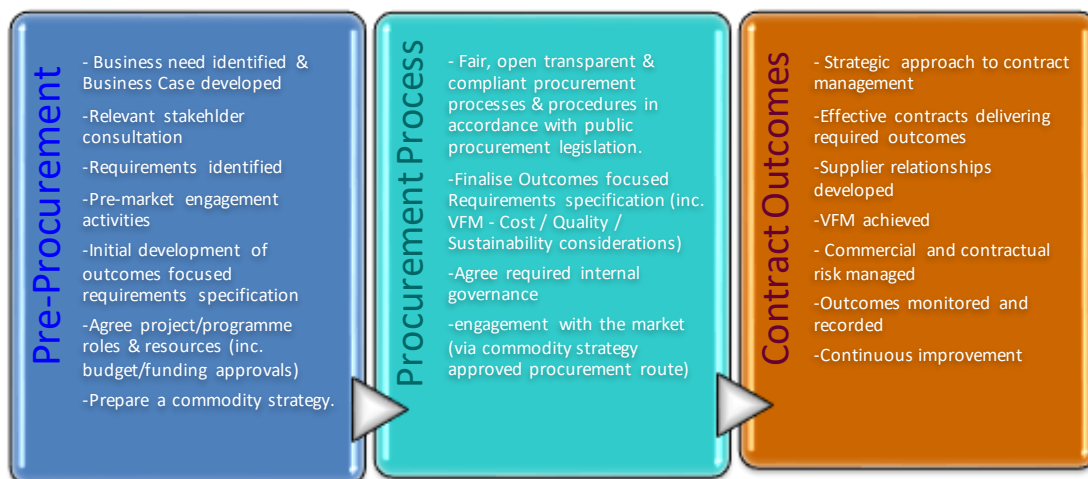 Pre-Procurement
- Business need identified &
Business Case developed
-Relevant stakehlder
consultation
-Requirements identified
-Pre-market engagement
activities
-Initial development of
outcomes focused
requirements specification
-Agree project/programme
roles & resources (inc.
budget/funding approvals)
-Prepare a commodity strategy.
Procurement Process
- Fair, open transparent &
compliant procurement
processes & procedures in
accordance with public
procurement legislation.
-Finalise Outcomes focused
Requirements specification (inc.
VFM - Cost / Quality /
Sustainability considerations)
-Agree required internal
governance
-engagement with the market
(via commodity strategy
approved procurement route)
Contract Outcomes
- Strategic approach to contract
management
-Effective contracts delivering
required outcomes
-Supplier relationships
developed
-VFM achieved
- Commercial and contractual
risk managed
-Outcomes monitored and
recorded
-Continuous improvement